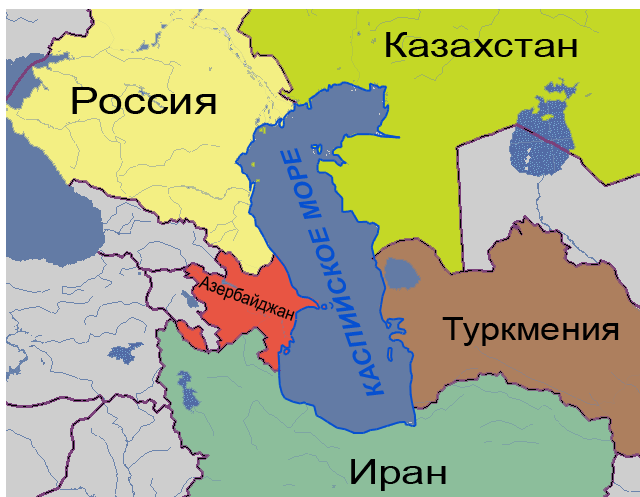 Казахстан
Россия
КАСПИЙСКОЕ МОРЕ
Азербайджан
Туркмения
Иран